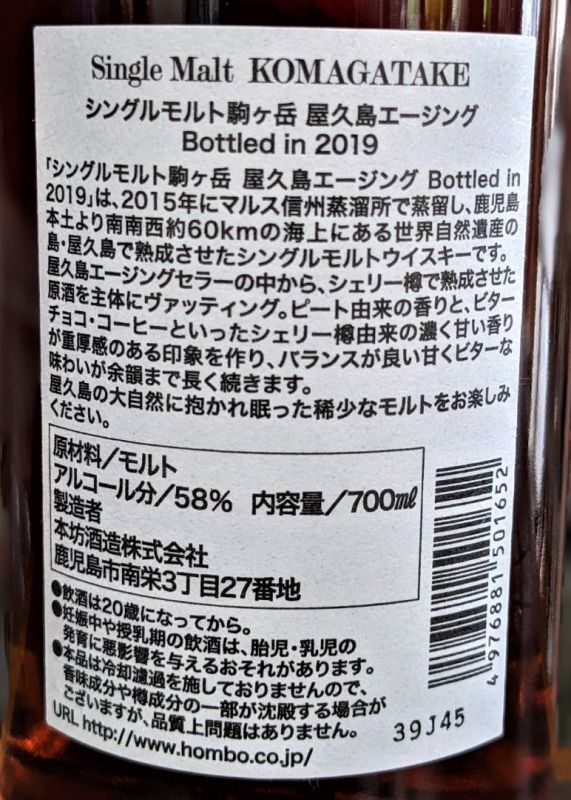 Single Malt KOMAGATAKE
シングルモルト駒ヶ岳 屋久島エージング
Bottled in 2019
「シングルモルト駒ヶ岳 屋久島エージング Bottled in
2019」は、2015年にマルス信州蒸溜所で蒸留し、鹿児島
本土より南南西約60kmの海上にある世界自然遺産の
島・屋久島で熟成させたシングルモルトウイスキーです。
屋久島エージングセラーの中から、シェリー樽で熟成させた
原酒を主体にヴァッティング。ピート由来の香りと、ビター
チョコ・コーヒーといったシェリー樽由来の濃く甘い香り
が重厚感のある印象を作り、バランスが良い甘くビターな
味わいが余韻まで長く続きます。
屋久島の大自然に抱かれ眠った稀少なモルトをお楽しみ
ください。
原材料/モルト
アルコール分/58% 内容量/700㎖
製造者
本坊酒造株式会社
鹿児島市南栄3丁目27番地
●飲酒は20歳になってから。
●妊娠中や授乳期の飲酒は、胎児・乳児の
発育に悪影響を与えるおそれがあります。
●本品は冷却濾過を施しておりませんので、
香味成分や樽成分の一部が沈殿する場合が
ございますが、品質上問題はありません。
URL http://www.hombo.co.jp/
4 976881 501652
39J45